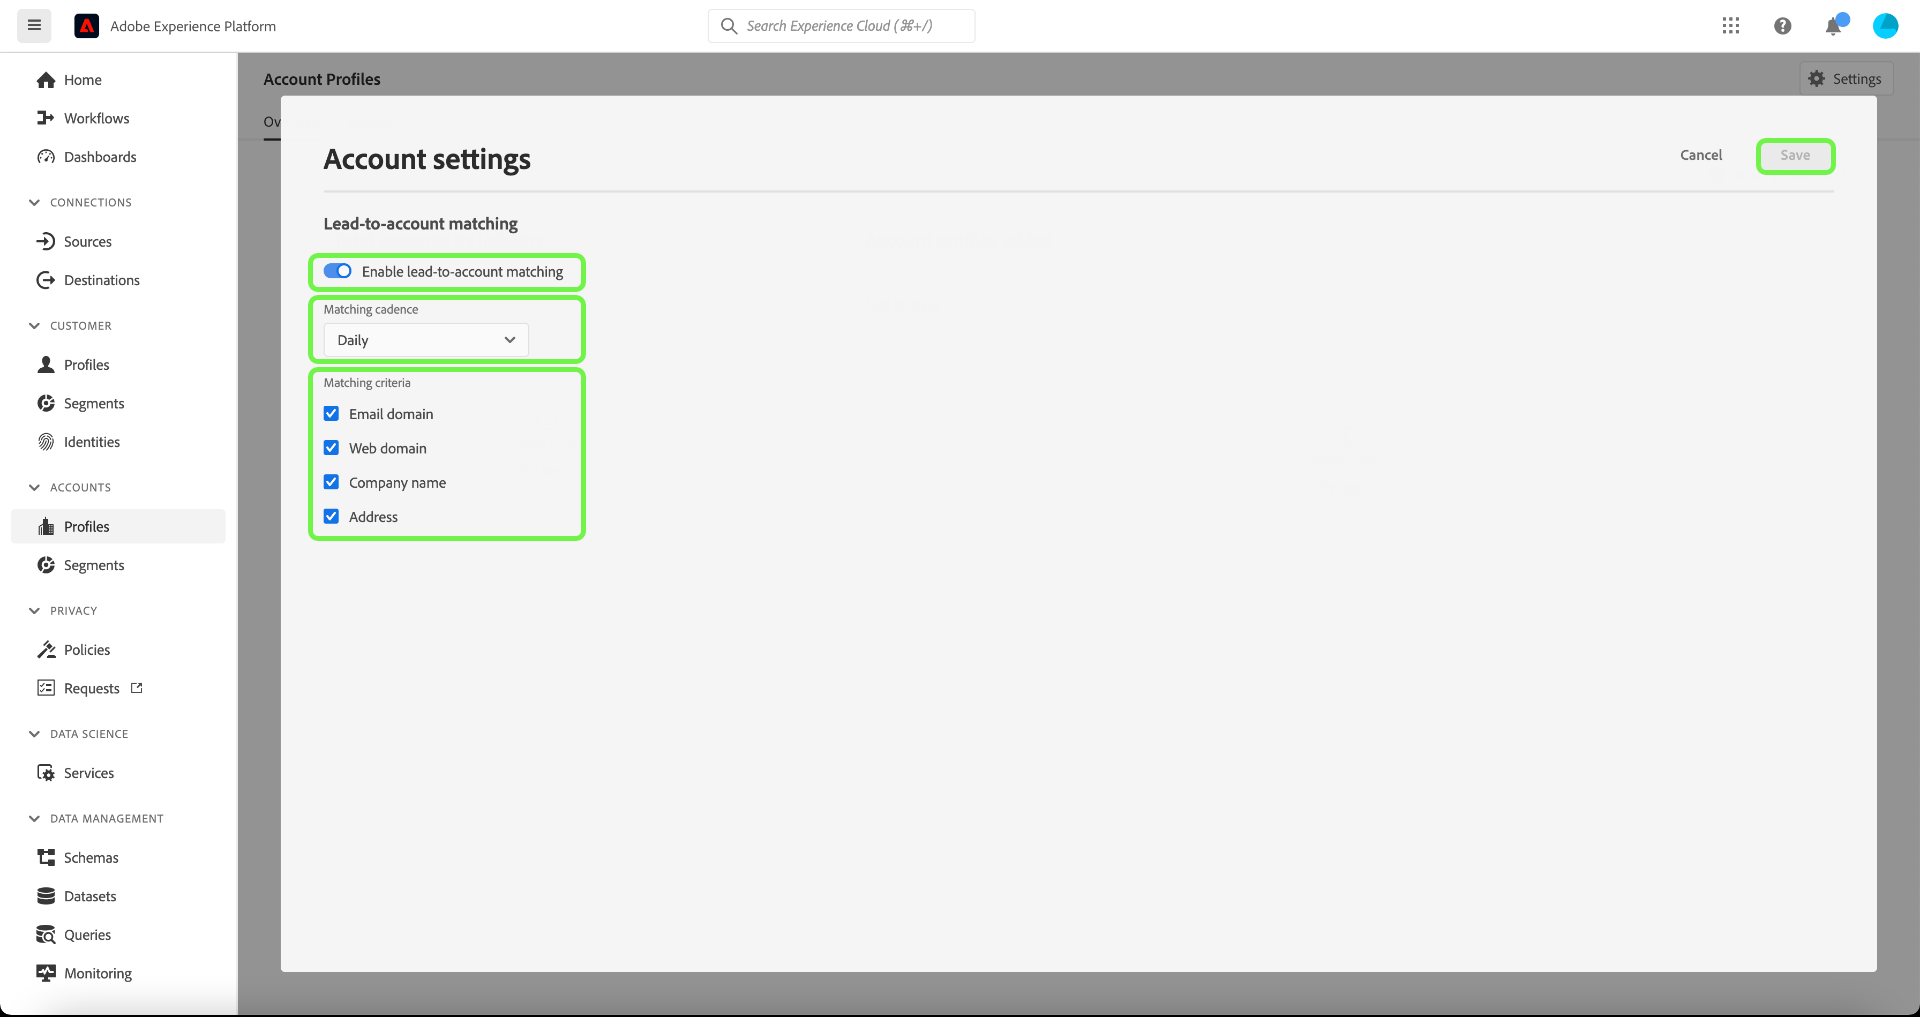 Adobe Experience Platform
Search Experience Cloud (⌘+/)
Home
Workflows
Dashboards
CONNECTIONS
Sources
Destinations
CUSTOMER
Profiles
Segments
Identities
ACCOUNTS
Profiles
Segments
PRIVACY
Policies
Requests
DATA SCIENCE
Services
DATA MANAGEMENT
Schemas
Datasets
Queries
Monitoring
Account Profiles
Settings
Ov
Account settings
Cancel
Save
Lead-to-account matching
Enable lead-to-account matching
Matching cadence
Daily
Matching criteria
Email domain
Web domain
Company name
Address